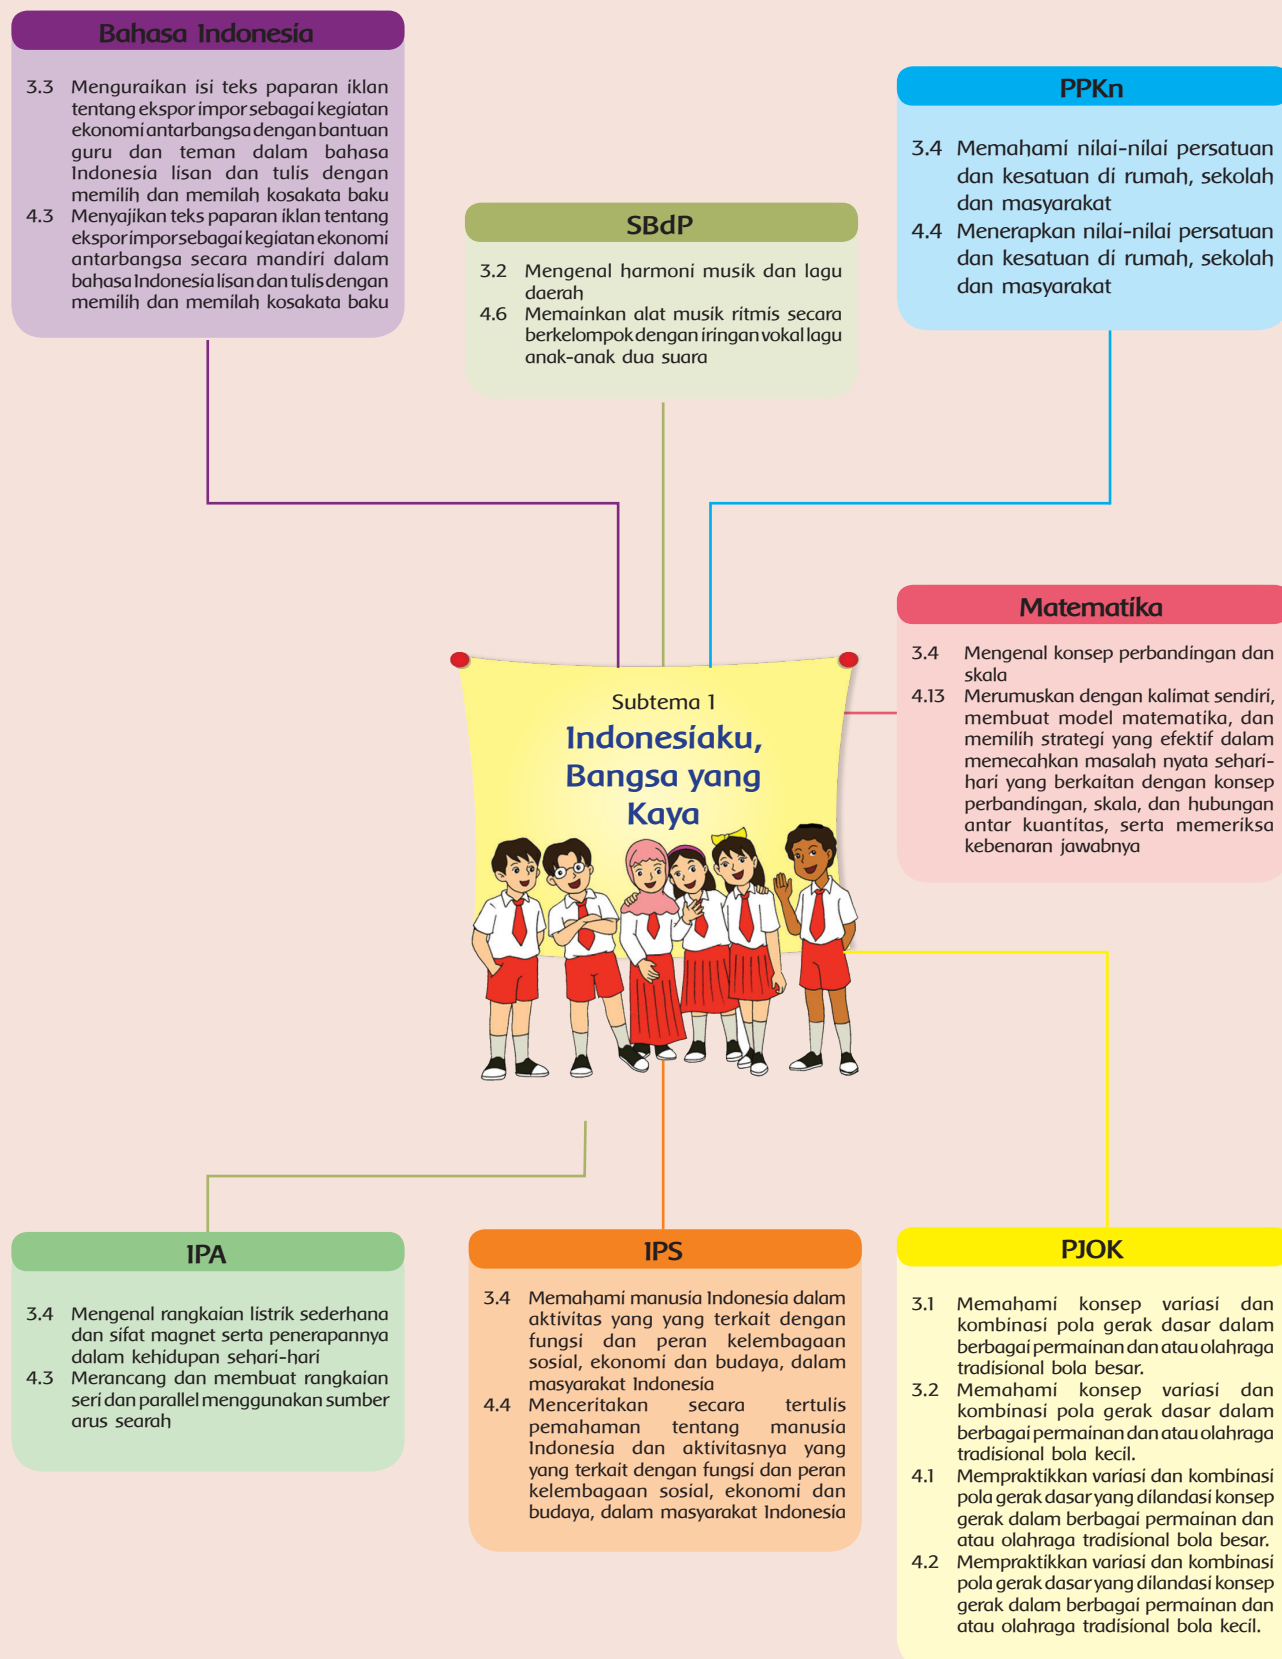 Bahasa Indonesia
3.3 Menguraikan isi teks paparan iklan
tentang ekspor impor sebagai kegiatan
ekonomi antarbangsa dengan bantuan
guru dan teman dalam bahasa
Indonesia lisan dan tulis dengan
memilih dan memilah kosakata baku
4.3 Menyajikan teks paparan iklan tentang
ekspor impor sebagai kegiatan ekonomi
antarbangsa secara mandiri dalam
bahasa Indonesia lisan dan tulis dengan
memilih dan memilah kosakata baku
SBdP
3.2 Mengenal harmoni musik dan lagu
daerah
4.6 Memainkan alat musik ritmis secara
berkelompok dengan iringan vokal lagu
anak-anak dua suara
PPKn
3.4 Memahami nilai-nilai persatuan
dan kesatuan di rumah, sekolah
dan masyarakat
4.4 Menerapkan nilai-nilai persatuan
dan kesatuan di rumah, sekolah
dan masyarakat
Matematika
3.4 Mengenal konsep perbandingan dan
skala
4.13 Merumuskan dengan kalimat sendiri,
membuat model matematika, dan
memilih strategi yang efektif dalam
memecahkan masalah nyata sehari-
hari yang berkaitan dengan konsep
perbandingan, skala, dan hubungan
antar kuantitas, serta memeriksa
kebenaran jawabnya
Subtema 1
Indonesiaku,
Bangsa yang
Kaya
IPA
3.4 Mengenal rangkaian listrik sederhana
dan sifat magnet serta penerapannya
dalam kehidupan sehari-hari
4.3 Merancang dan membuat rangkaian
seri dan parallel menggunakan sumber
arus searah
IPS
3.4 Memahami manusia Indonesia dalam
aktivitas yang yang terkait dengan
fungsi dan peran kelembagaan
sosial, ekonomi dan budaya, dalam
masyarakat Indonesia
4.4 Menceritakan secara tertulis
pemahaman tentang manusia
Indonesia dan aktivitasnya yang
yang terkait dengan fungsi dan peran
kelembagaan sosial, ekonomi dan
budaya, dalam masyarakat Indonesia
PJOK
3.1 Memahami konsep variasi dan
kombinasi pola gerak dasar dalam
berbagai permainan dan atau olahraga
tradisional bola besar.
3.2 Memahami konsep variasi dan
kombinasi pola gerak dasar dalam
berbagai permainan dan atau olahraga
tradisional bola kecil.
4.1 Mempraktikkan variasi dan kombinasi
pola gerak dasar yang dilandasi konsep
gerak dalam berbagai permainan dan
atau olahraga tradisional bola besar.
4.2 Mempraktikkan variasi dan kombinasi
pola gerak dasar yang dilandasi konsep
gerak dalam berbagai permainan dan
atau olahraga tradisional bola kecil.